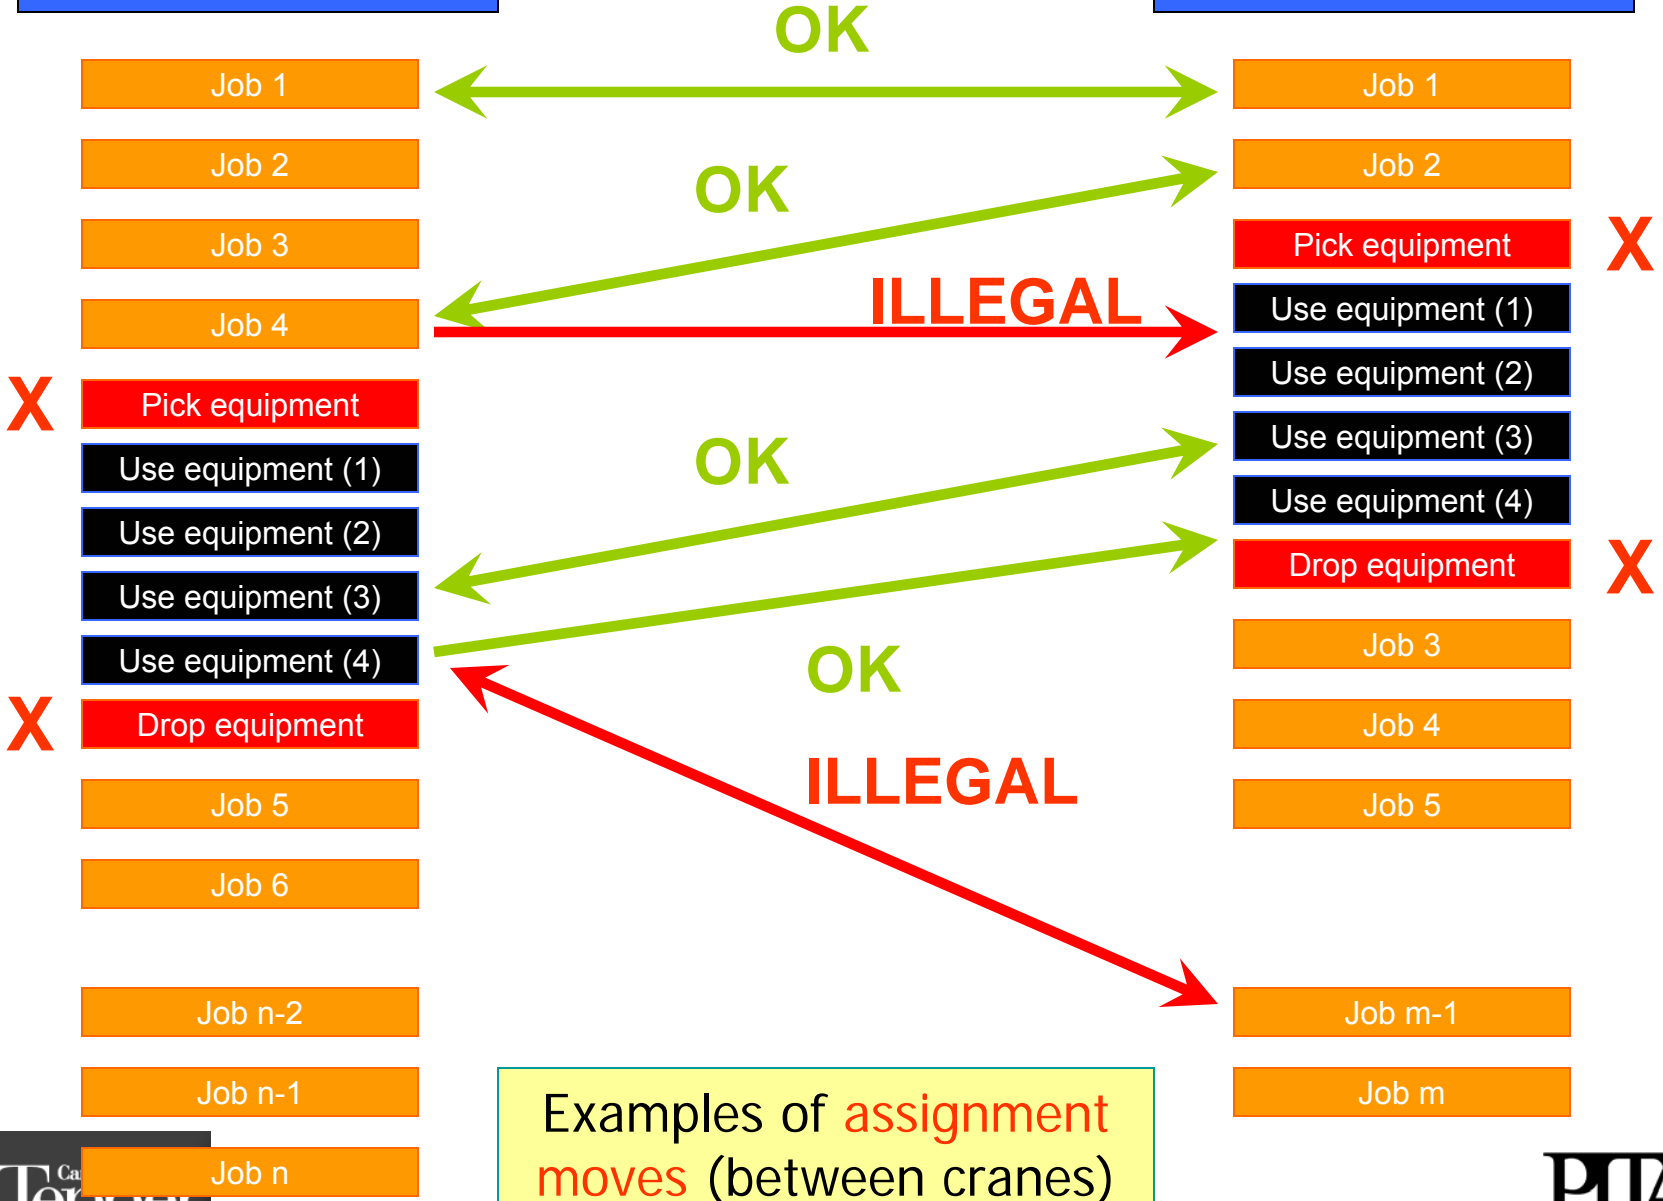 OK
Job 1
Job 1
Job 2
OK
Job 2
Job 3
Pick equipment
X
ILLEGAL
Job 4
Use equipment (1)
Use equipment (2)
X
Pick equipment
OK
Use equipment (3)
Use equipment (1)
Use equipment (4)
Use equipment (2)
Drop equipment
X
Use equipment (3)
Job 3
Use equipment (4)
OK
X
Drop equipment
Job 4
ILLEGAL
Job 5
Job 5
Job 6
Job n-2
Job m-1
Job n-1
Job m
Examples of assignment
moves (between cranes)
Job n